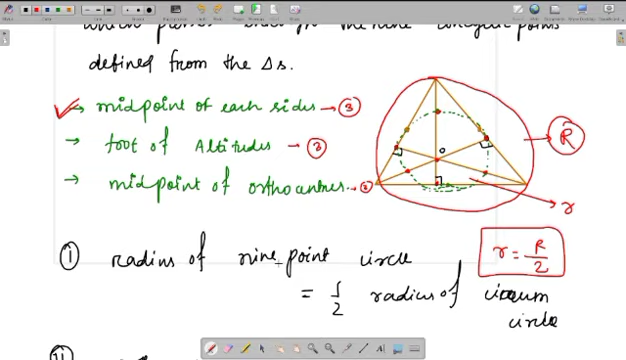 defined from the Δs.
→ midpoint of each sides → ③
→ foot of Altitudes → ③
→ midpoint of orthocentres →
R
r
O
① radius of nine point circle
r = R/2
= 1/2 radius of circum
circle